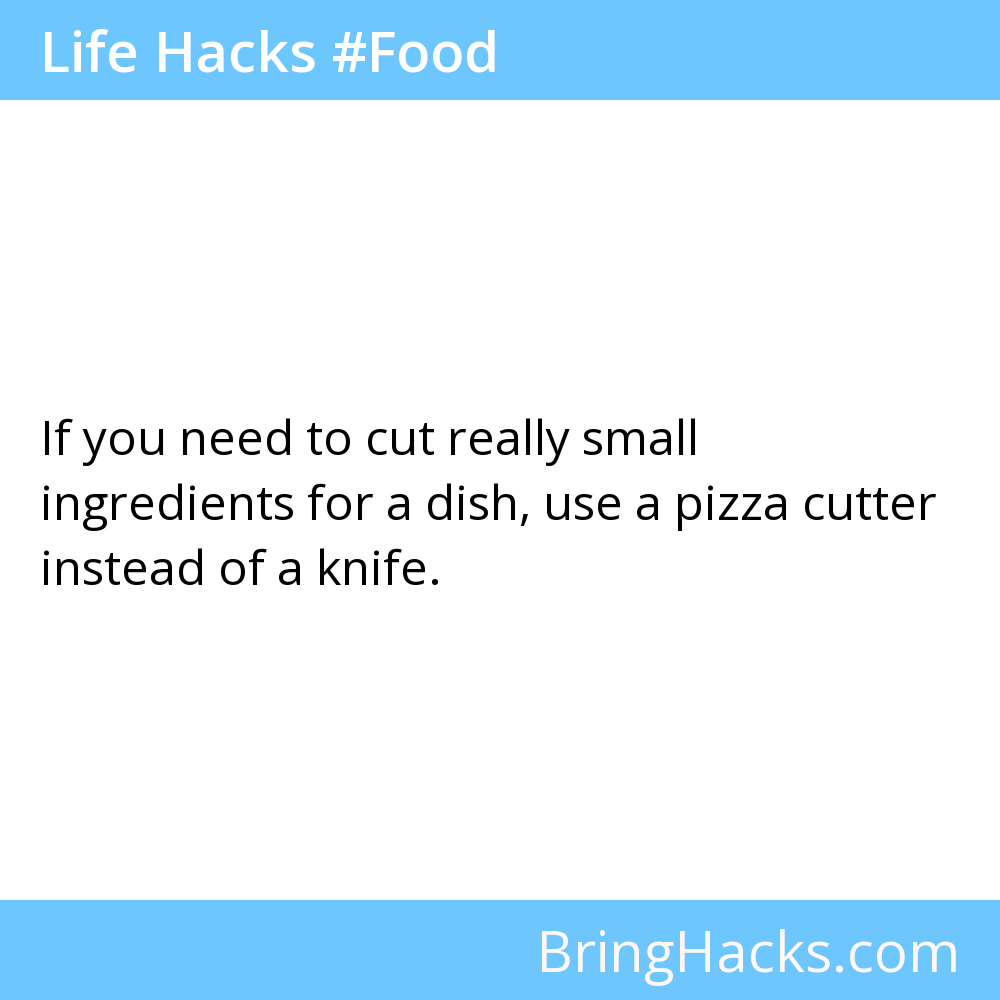 Life Hacks #Food
If you need to cut really small
ingredients for a dish, use a pizza cutter
instead of a knife.
BringHacks.com